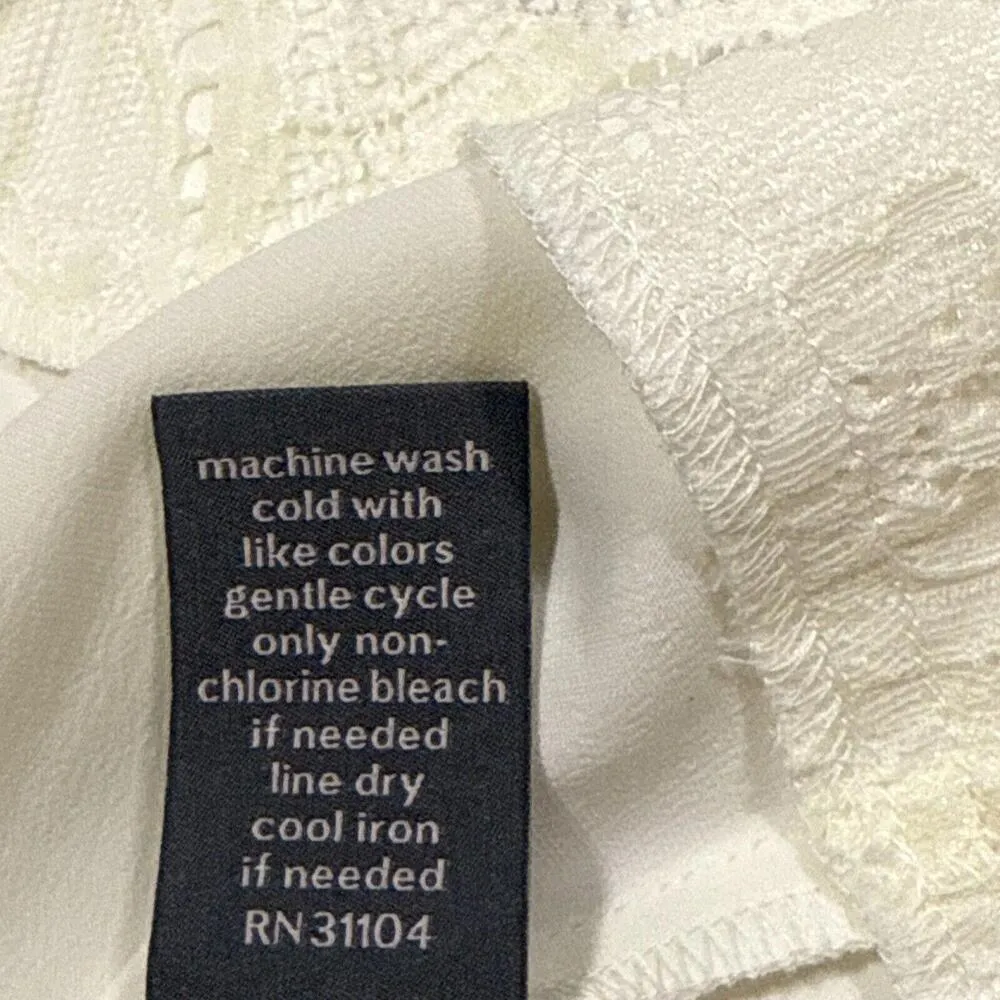 machine wash
cold with
like colors
gentle cycle
only non-
chlorine bleach
if needed
line dry
cool iron
if needed
RN 31104